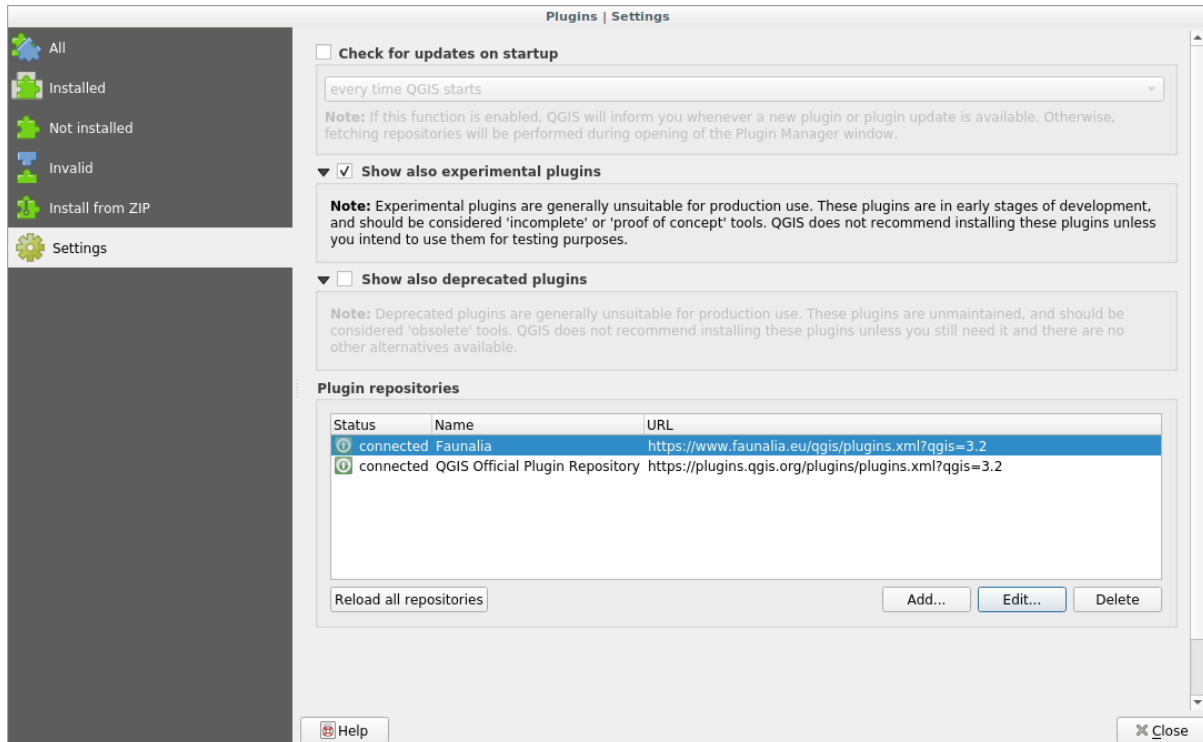 Plugins | Settings
All
Installed
Not installed
Invalid
Install from ZIP
Settings
Check for updates on startup
every time QGIS starts
Note: If this function is enabled, QGIS will inform you whenever a new plugin or plugin update is available. Otherwise,
fetching repositories will be performed during opening of the Plugin Manager window.
Show also experimental plugins
Note: Experimental plugins are generally unsuitable for production use. These plugins are in early stages of development,
and should be considered 'incomplete' or 'proof of concept' tools. QGIS does not recommend installing these plugins unless
you intend to use them for testing purposes.
Show also deprecated plugins
Note: Deprecated plugins are generally unsuitable for production use. These plugins are unmaintained, and should be
considered 'obsolete' tools. QGIS does not recommend installing these plugins unless you still need it and there are no
other alternatives available.
Plugin repositories
Status Name URL
connected Faunalia https://www.faunalia.eu/qgis/plugins.xml?qgis=3.2
connected QGIS Official Plugin Repository https://plugins.qgis.org/plugins/plugins.xml?qgis=3.2
Reload all repositories Add... Edit... Delete
Help Close